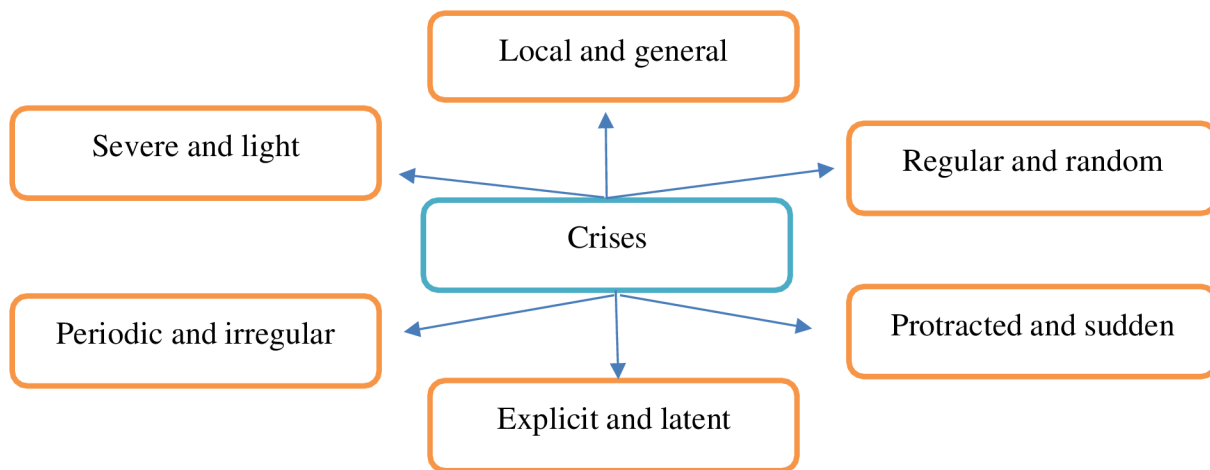 Local and general
Severe and light
Regular and random
Crises
Periodic and irregular
Protracted and sudden
Explicit and latent